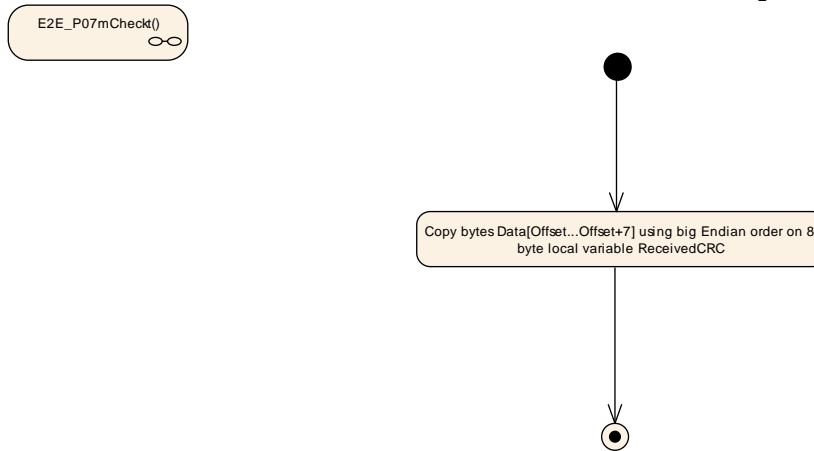 E2E_P07mCheckt()
Copy bytes Data[Offset...Offset+7] using big Endian order on 8
byte local variable ReceivedCRC